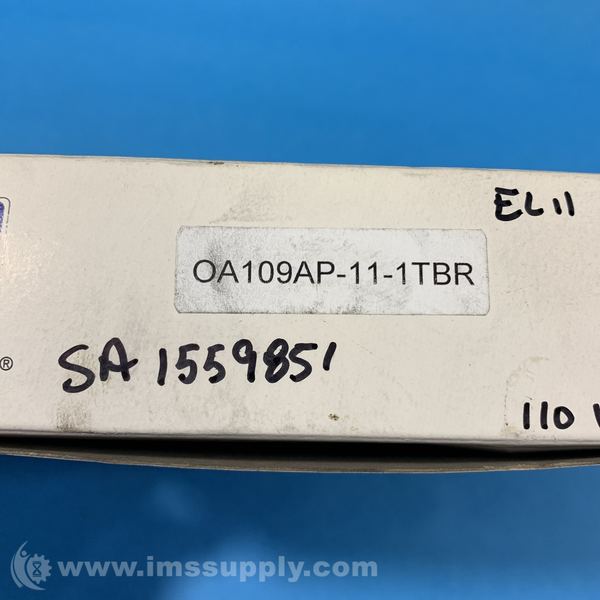 EL11
OA109AP-11-1TBR
®
SA 1559851
110 V
www.imssupply.com